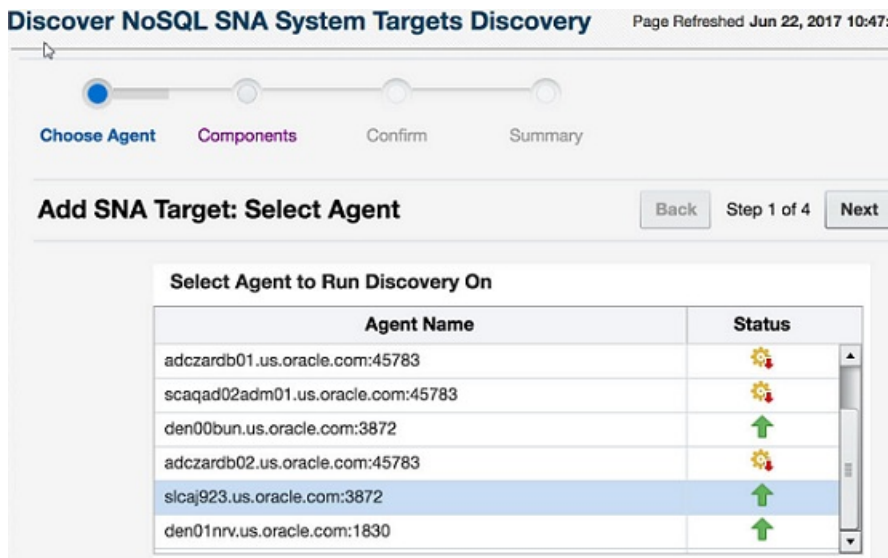 Discover NoSQL SNA System Targets Discovery Page Refreshed Jun 22, 2017 10:47:
Choose Agent Components Confirm Summary
Add SNA Target: Select Agent Back Step 1 of 4 Next
Select Agent to Run Discovery On
Agent Name Status
adczardb01.us.oracle.com:45783
scaqad02adm01.us.oracle.com:45783
den00bun.us.oracle.com:3872
adczardb02.us.oracle.com:45783
slcaj923.us.oracle.com:3872
den01nrv.us.oracle.com:1830